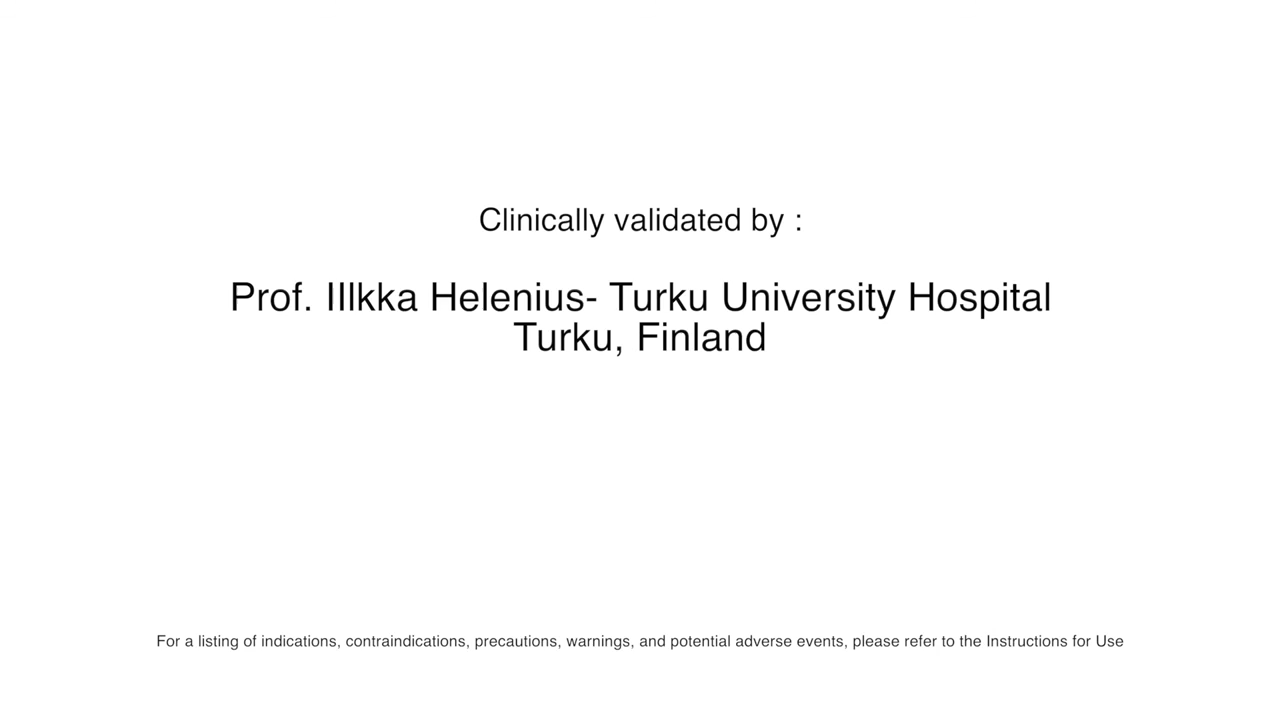 Clinically validated by :
Prof. IIlkka Helenius- Turku University Hospital
Turku, Finland
For a listing of indications, contraindications, precautions, warnings, and potential adverse events, please refer to the Instructions for Use